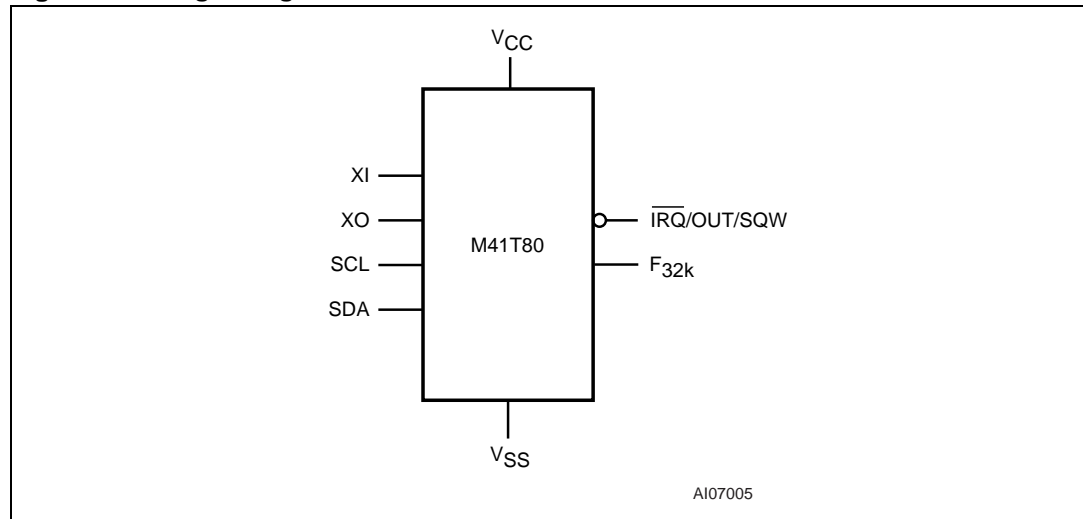 VCC
XI
XO
SCL
SDA
M41T80
IRQ/OUT/SQW
F32k
VSS
AI07005